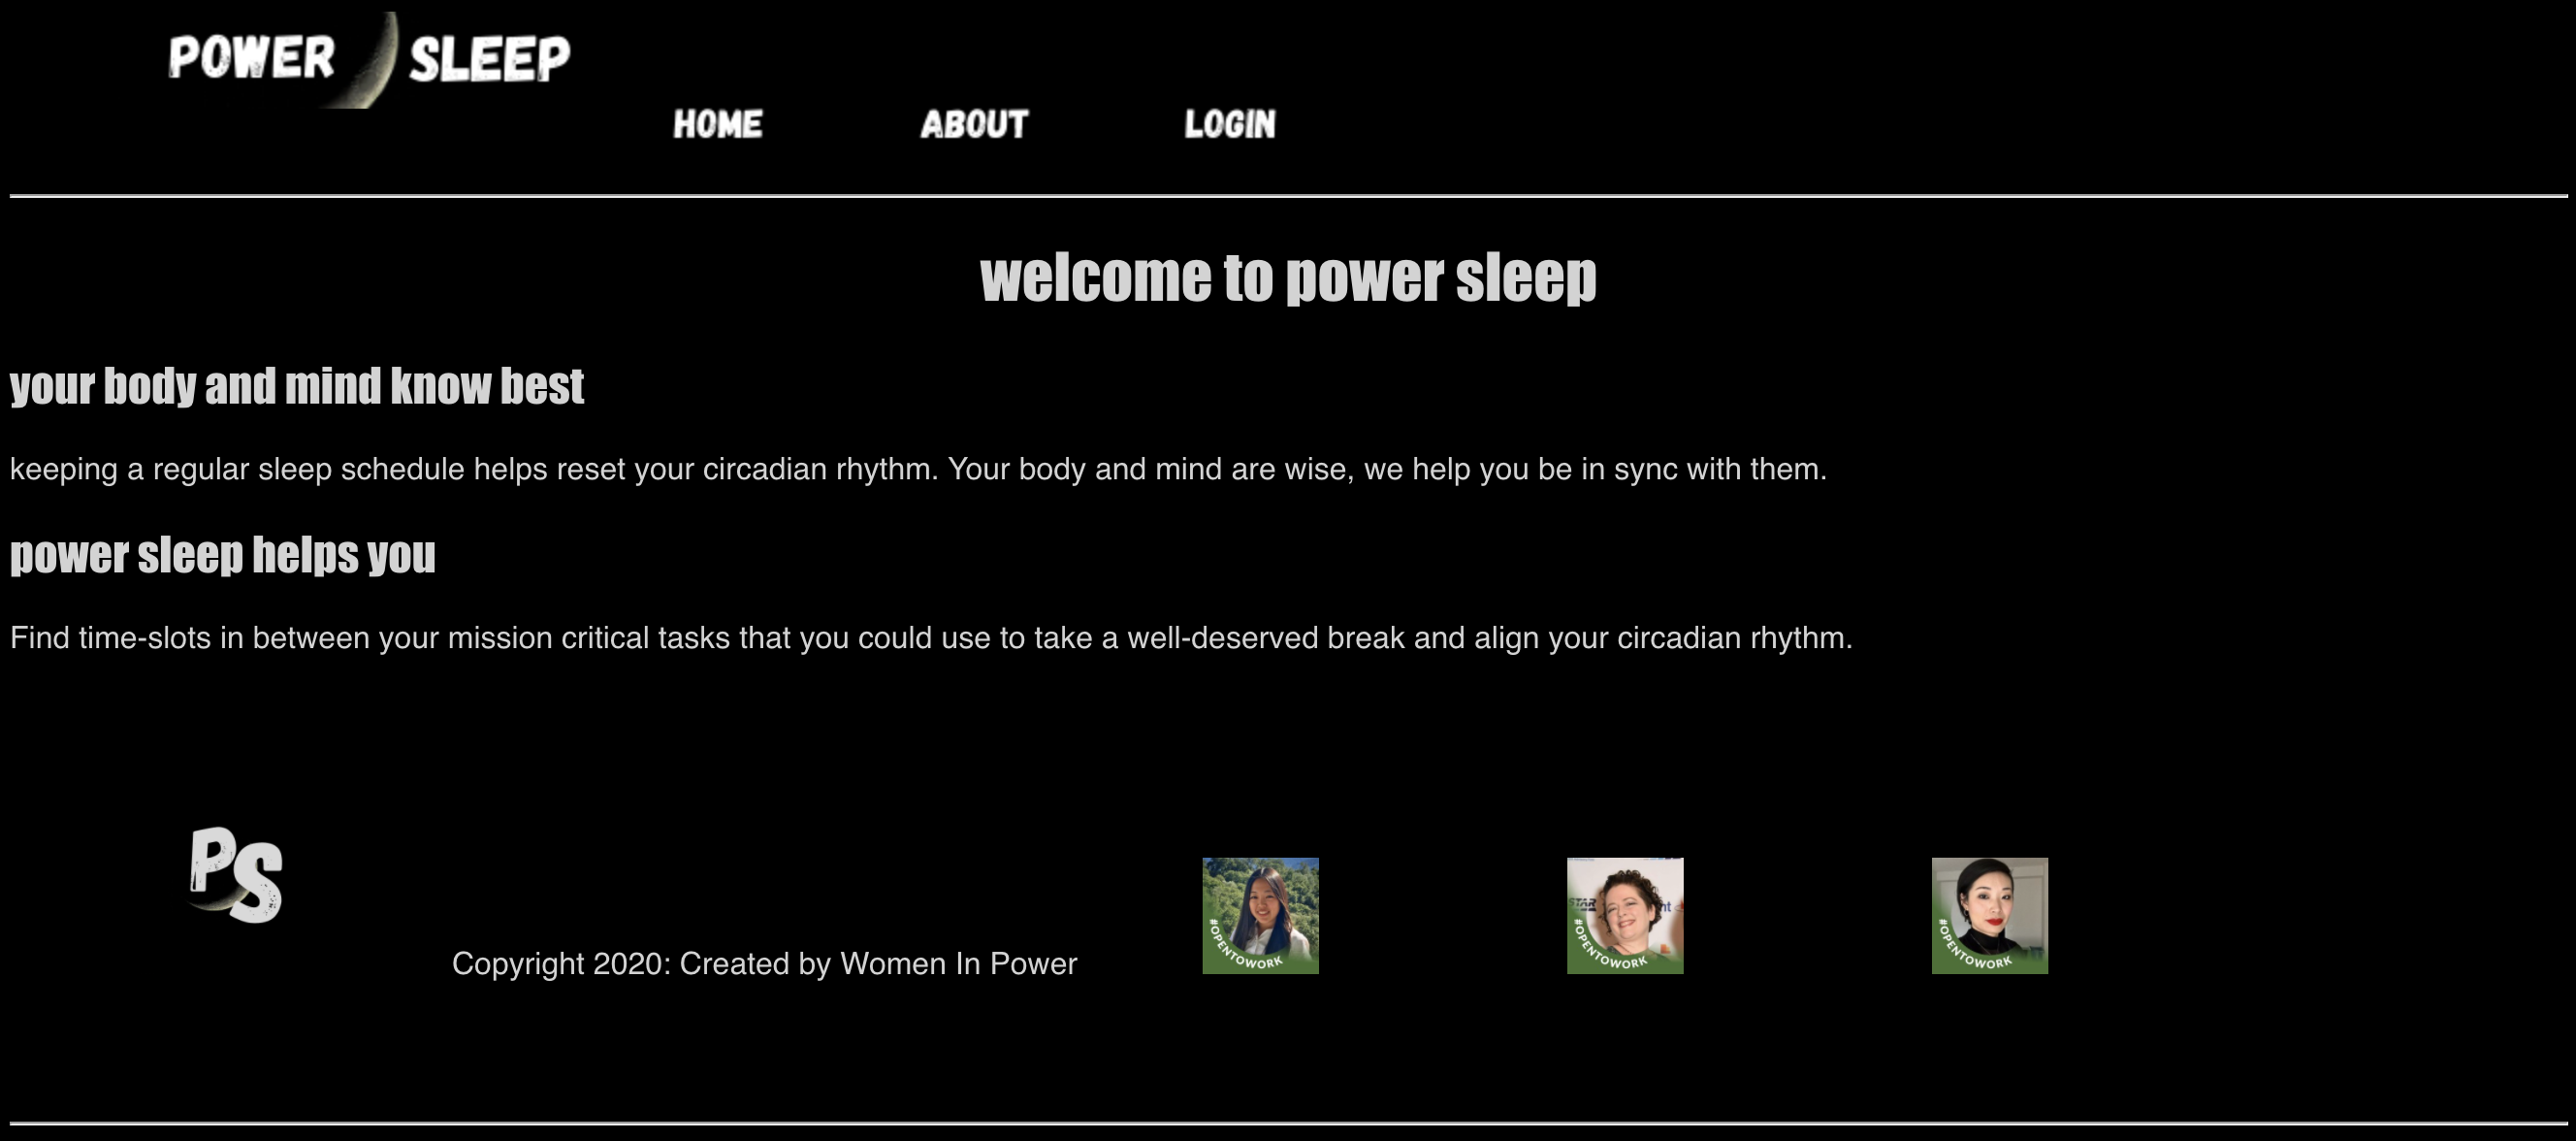 POWER SLEEP
HOME ABOUT LOGIN
welcome to power sleep
your body and mind know best
keeping a regular sleep schedule helps reset your circadian rhythm. Your body and mind are wise, we help you be in sync with them.
power sleep helps you
Find time-slots in between your mission critical tasks that you could use to take a well-deserved break and align your circadian rhythm.
PS
STAR
#OPENTOWORK #OPENTOWORK #OPENTOWORK
Copyright 2020: Created by Women In Power